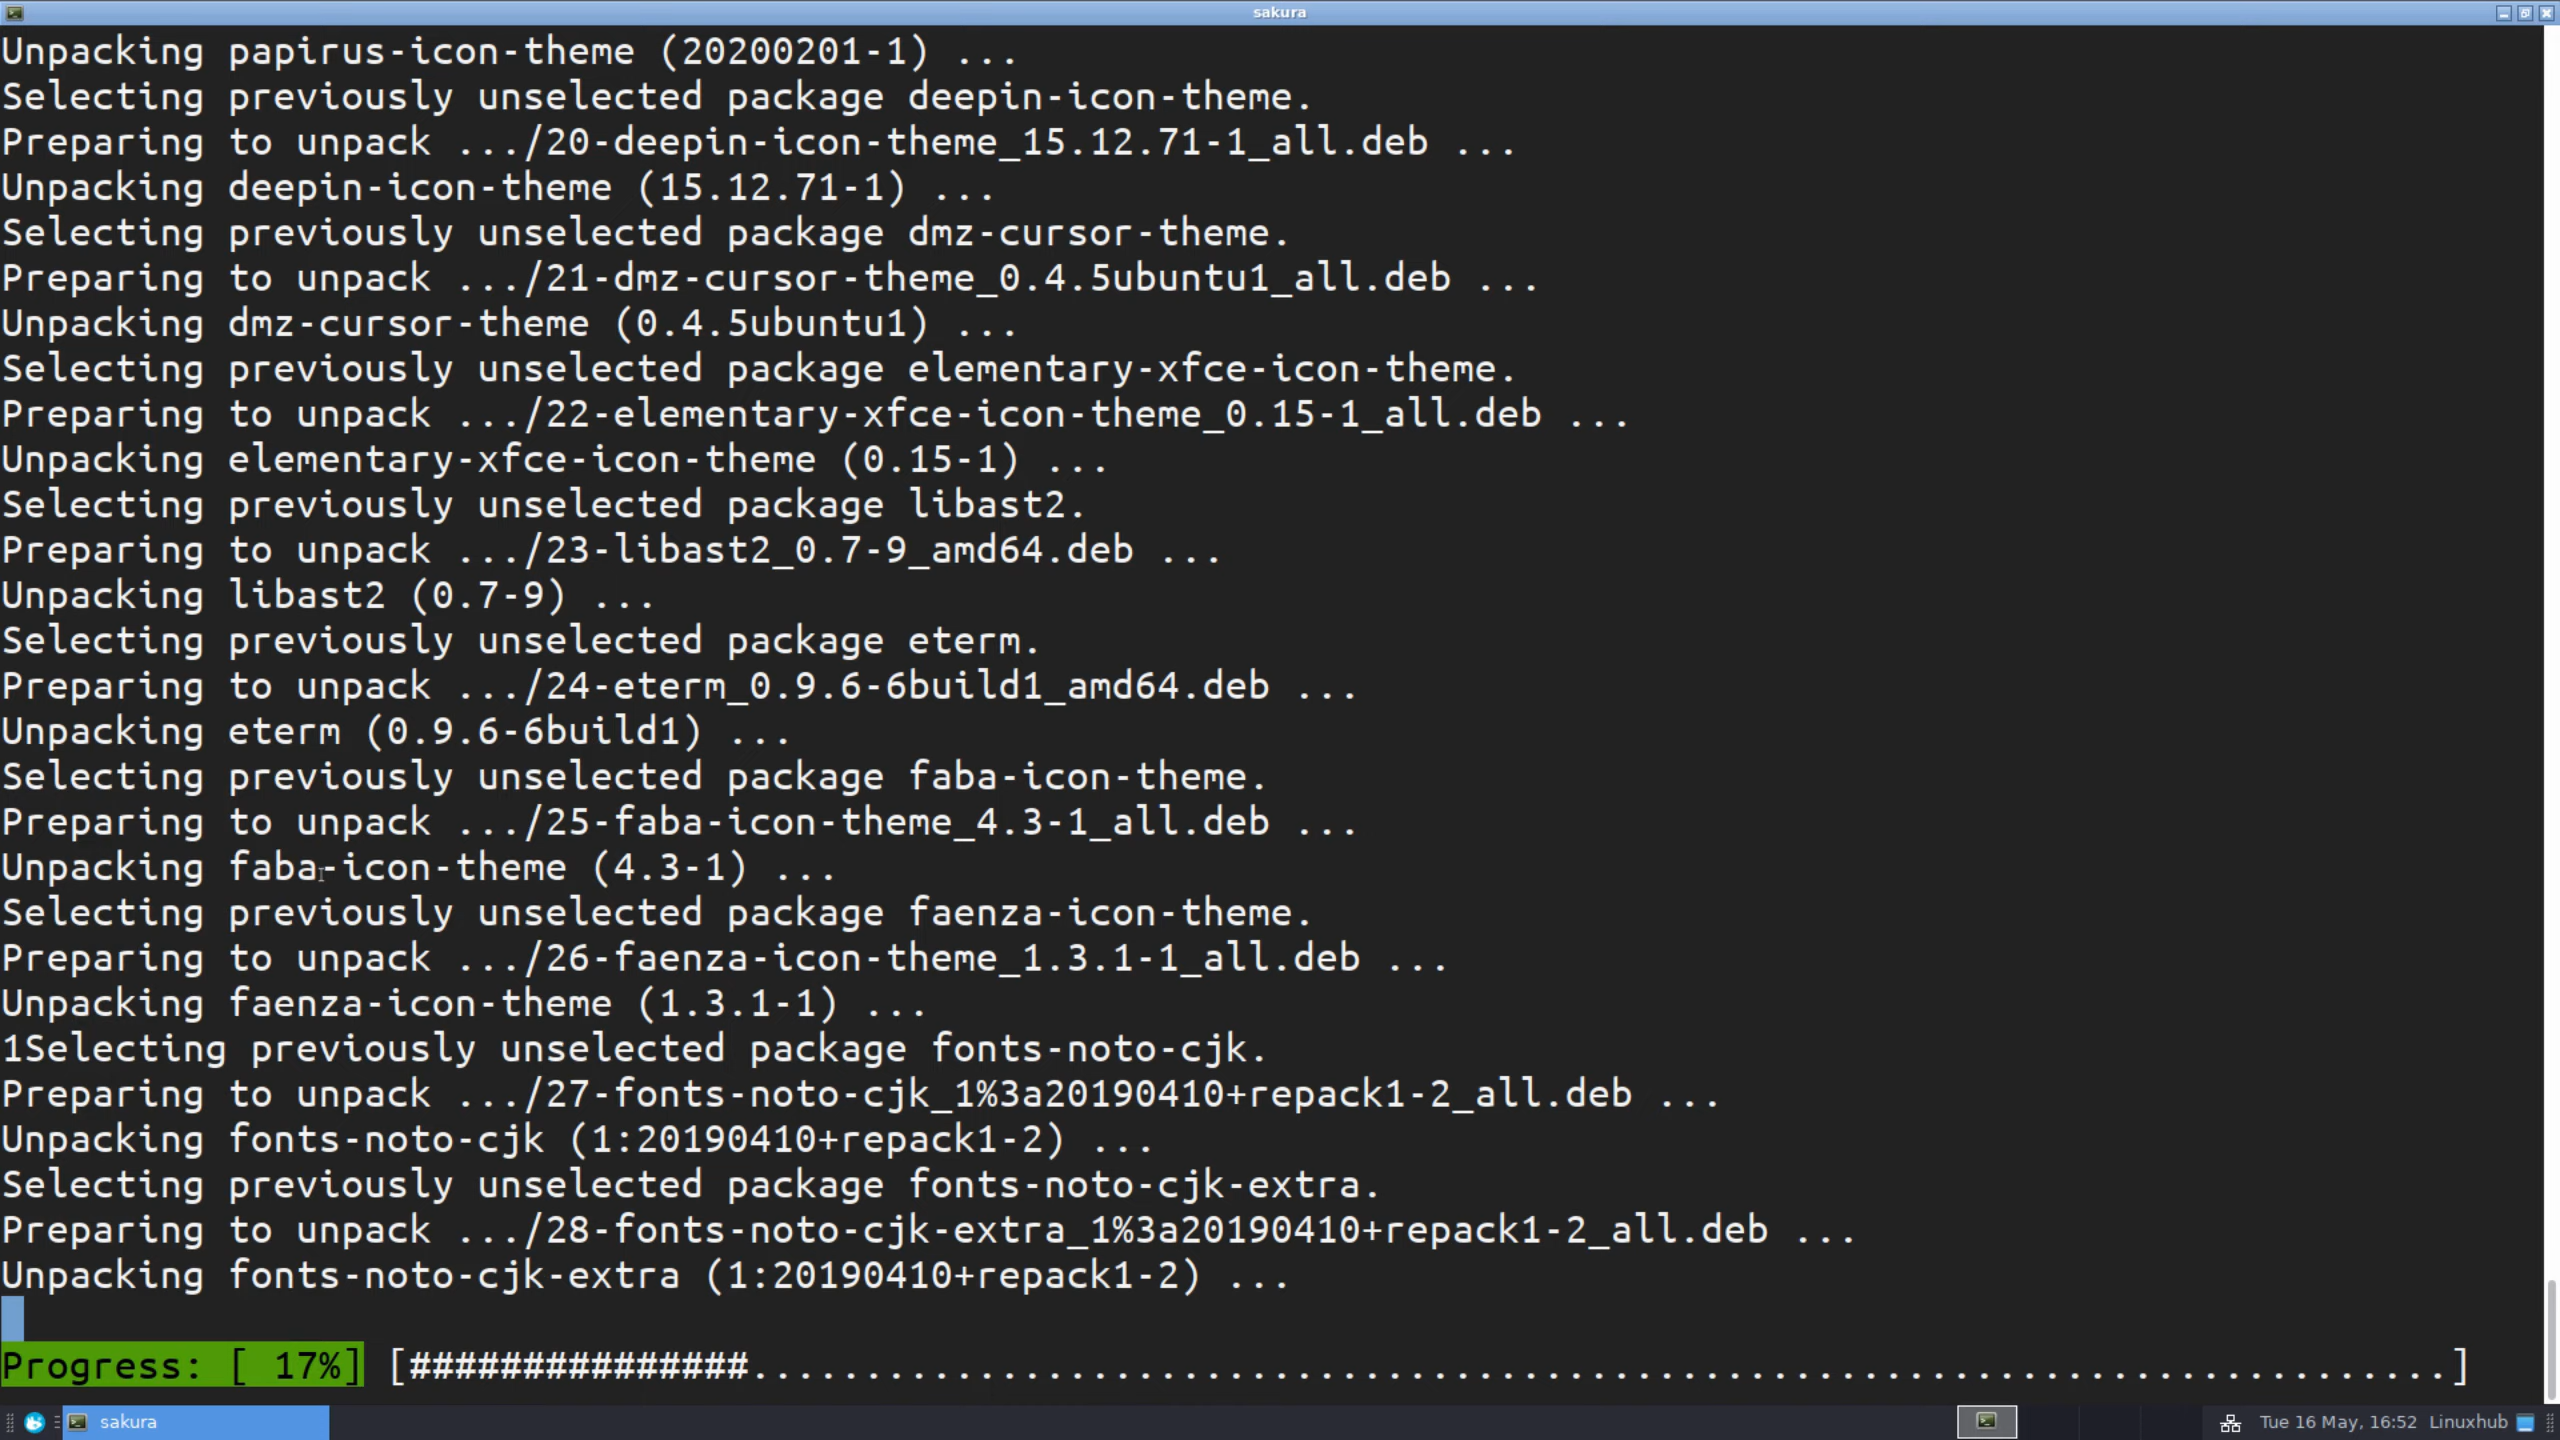 sakura
Unpacking papirus-icon-theme (20200201-1) ...
Selecting previously unselected package deepin-icon-theme.
Preparing to unpack .../20-deepin-icon-theme_15.12.71-1_all.deb ...
Unpacking deepin-icon-theme (15.12.71-1) ...
Selecting previously unselected package dmz-cursor-theme.
Preparing to unpack .../21-dmz-cursor-theme_0.4.5ubuntu1_all.deb ...
Unpacking dmz-cursor-theme (0.4.5ubuntu1) ...
Selecting previously unselected package elementary-xfce-icon-theme.
Preparing to unpack .../22-elementary-xfce-icon-theme_0.15-1_all.deb ...
Unpacking elementary-xfce-icon-theme (0.15-1) ...
Selecting previously unselected package libast2.
Preparing to unpack .../23-libast2_0.7-9_amd64.deb ...
Unpacking libast2 (0.7-9) ...
Selecting previously unselected package eterm.
Preparing to unpack .../24-eterm_0.9.6-6build1_amd64.deb ...
Unpacking eterm (0.9.6-6build1) ...
Selecting previously unselected package faba-icon-theme.
Preparing to unpack .../25-faba-icon-theme_4.3-1_all.deb ...
Unpacking faba-icon-theme (4.3-1) ...
Selecting previously unselected package faenza-icon-theme.
Preparing to unpack .../26-faenza-icon-theme_1.3.1-1_all.deb ...
Unpacking faenza-icon-theme (1.3.1-1) ...
1Selecting previously unselected package fonts-noto-cjk.
Preparing to unpack .../27-fonts-noto-cjk_1%3a20190410+repack1-2_all.deb ...
Unpacking fonts-noto-cjk (1:20190410+repack1-2) ...
Selecting previously unselected package fonts-noto-cjk-extra.
Preparing to unpack .../28-fonts-noto-cjk-extra_1%3a20190410+repack1-2_all.deb ...
Unpacking fonts-noto-cjk-extra (1:20190410+repack1-2) ...
Progress: [ 17%] [###############...........................................................................]
sakura Tue 16 May, 16:52 Linuxhub